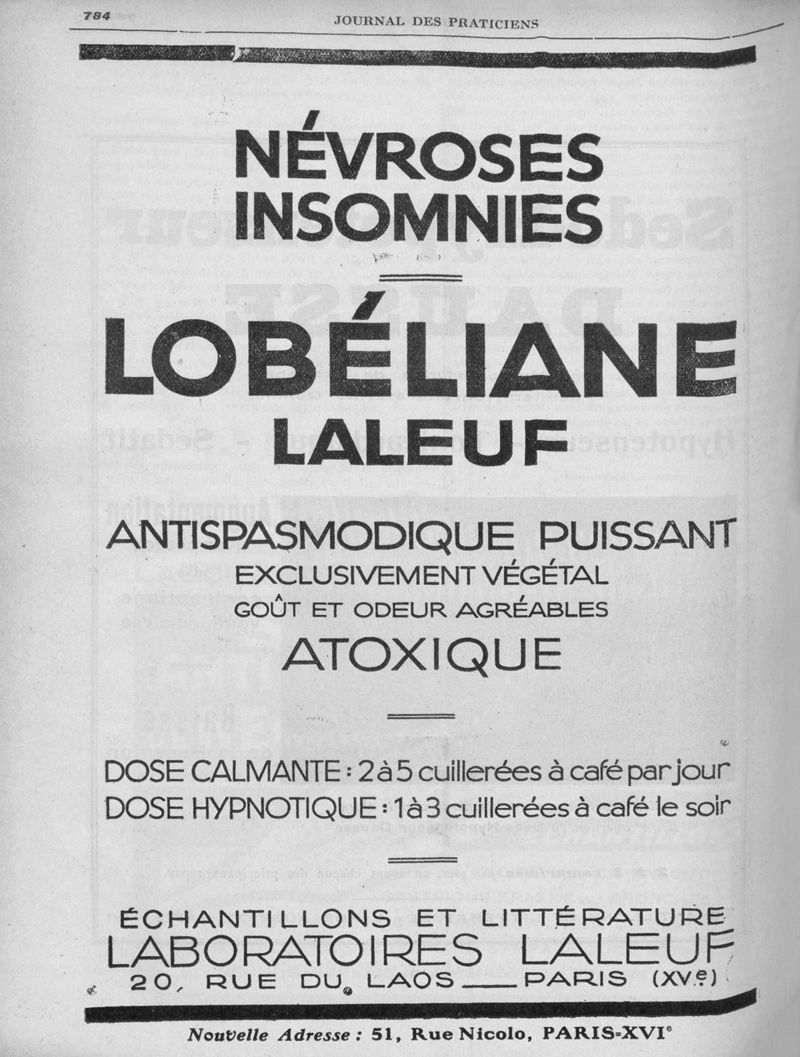 784
JOURNAL DES PRATICIENS
NÉVROSES
INSOMNIES
LOBÉLIANE
LALEUF
ANTISPASMODIQUE PUISSANT
EXCLUSIVEMENT VÉGÉTAL
GOÛT ET ODEUR AGRÉABLES
ATOXIQUE
DOSE CALMANTE : 2 à 5 cuillerées à café par jour
DOSE HYPNOTIQUE : 1 à 3 cuillerées à café le soir
ÉCHANTILLONS ET LITTÉRATURE
LABORATOIRES LALEUF
20, RUE DU LAOS — PARIS (XVe)
Nouvelle Adresse : 51, Rue Nicolo, PARIS=XVIe